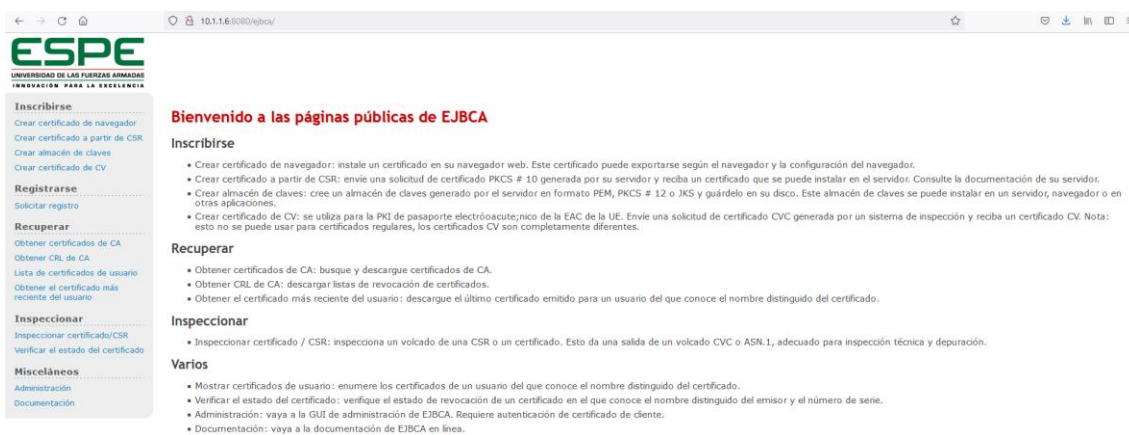 10.1.1.6:8080/ejbca/
ESPE
UNIVERSIDAD DE LAS FUERZAS ARMADAS
INNOVACIÓN PARA LA EXCELENCIA
Inscribirse
Crear certificado de navegador
Crear certificado a partir de CSR
Crear almacén de claves
Crear certificado de CV
Registrarse
Solicitar registro
Recuperar
Obtener certificados de CA
Obtener CRL de CA
Lista de certificados de usuario
Obtener el certificado más
reciente del usuario
Inspeccionar
Inspeccionar certificado/CSR
Verificar el estado del certificado
Misceláneos
Administración
Documentación
Bienvenido a las páginas públicas de EJBCA
Inscribirse
• Crear certificado de navegador: instale un certificado en su navegador web. Este certificado puede exportarse según el navegador y la configuración del navegador.
• Crear certificado a partir de CSR: envíe una solicitud de certificado PKCS # 10 generada por su servidor y reciba un certificado que se puede instalar en el servidor. Consulte la documentación de su servidor.
• Crear almacén de claves: cree un almacén de claves generado por el servidor en formato PEM, PKCS # 12 o JKS y guárdelo en su disco. Este almacén de claves se puede instalar en un servidor, navegador o en
otras aplicaciones.
• Crear certificado de CV: se utiliza para la PKI de pasaporte electróoacute;nico de la EAC de la UE. Envíe una solicitud de certificado CVC generada por un sistema de inspección y reciba un certificado CV. Nota:
esto no se puede usar para certificados regulares, los certificados CV son completamente diferentes.
Recuperar
• Obtener certificados de CA: busque y descargue certificados de CA.
• Obtener CRL de CA: descargar listas de revocación de certificados.
• Obtener el certificado más reciente del usuario: descargue el último certificado emitido para un usuario del que conoce el nombre distinguido del certificado.
Inspeccionar
• Inspeccionar certificado / CSR: inspecciona un volcado de una CSR o un certificado. Esto da una salida de un volcado CVC o ASN.1, adecuado para inspección técnica y depuración.
Varios
• Mostrar certificados de usuario: enumere los certificados de un usuario del que conoce el nombre distinguido del certificado.
• Verificar el estado del certificado: verifique el estado de revocación de un certificado en el que conoce el nombre distinguido del emisor y el número de serie.
• Administración: vaya a la GUI de administración de EJBCA. Requiere autenticación de certificado de cliente.
• Documentación: vaya a la documentación de EJBCA en línea.